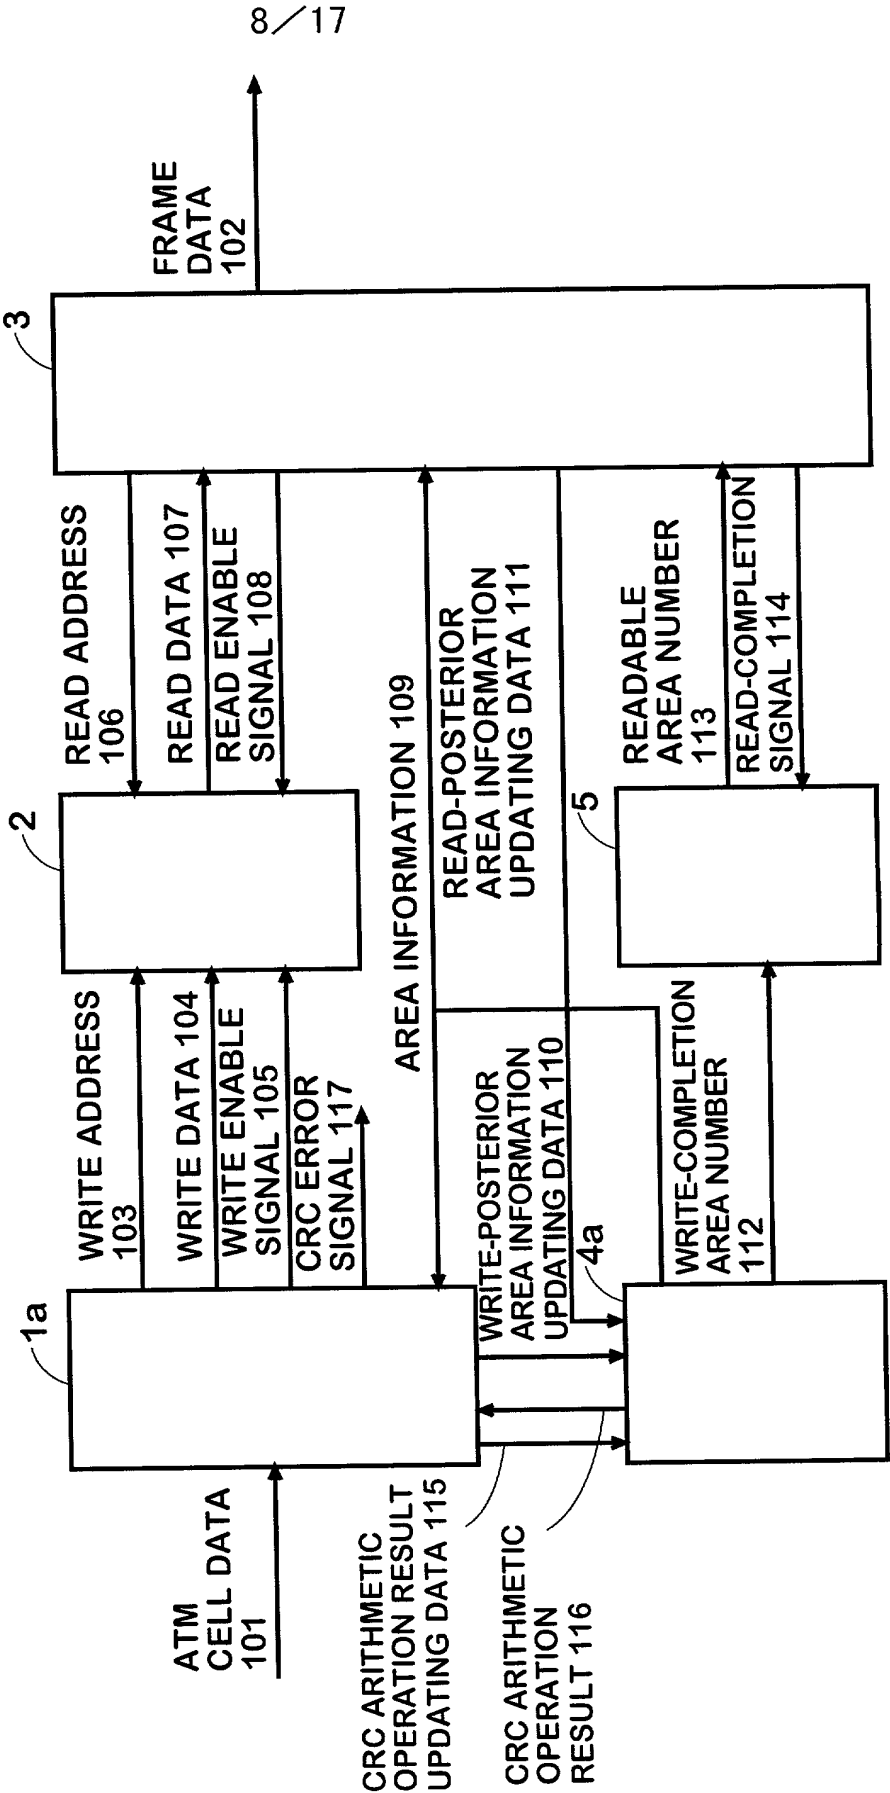 8/17
ATM
CELL DATA
101
1a
WRITE ADDRESS
103
WRITE DATA 104
WRITE ENABLE
SIGNAL 105
CRC ERROR
SIGNAL 117
2
READ ADDRESS
106
READ DATA 107
READ ENABLE
SIGNAL 108
3
FRAME
DATA
102
AREA INFORMATION 109
READ-POSTERIOR
AREA INFORMATION
UPDATING DATA 111
WRITE-POSTERIOR
AREA INFORMATION
UPDATING DATA 110
4a
CRC ARITHMETIC
OPERATION RESULT
UPDATING DATA 115
CRC ARITHMETIC
OPERATION
RESULT 116
WRITE-COMPLETION
AREA NUMBER
112
5
READABLE
AREA NUMBER
113
READ-COMPLETION
SIGNAL 114